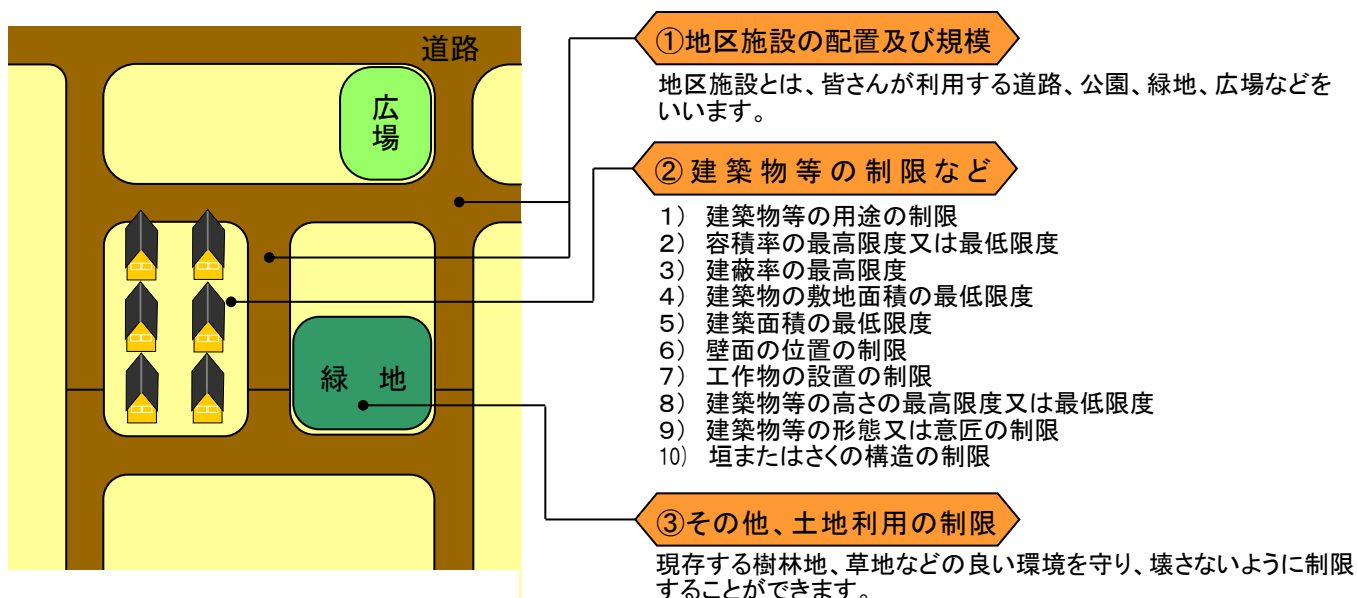 道路
広
場
緑 地
①地区施設の配置及び規模
地区施設とは、皆さんが利用する道路、公園、緑地、広場などを
いいます。
②建築物等の制限など
1) 建築物等の用途の制限
2) 容積率の最高限度又は最低限度
3) 建蔽率の最高限度
4) 建築物の敷地面積の最低限度
5) 建築面積の最低限度
6) 壁面の位置の制限
7) 工作物の設置の制限
8) 建築物等の高さの最高限度又は最低限度
9) 建築物等の形態又は意匠の制限
10) 垣またはさくの構造の制限
③その他、土地利用の制限
現存する樹林地、草地などの良い環境を守り、壊さないように制限
することができます。